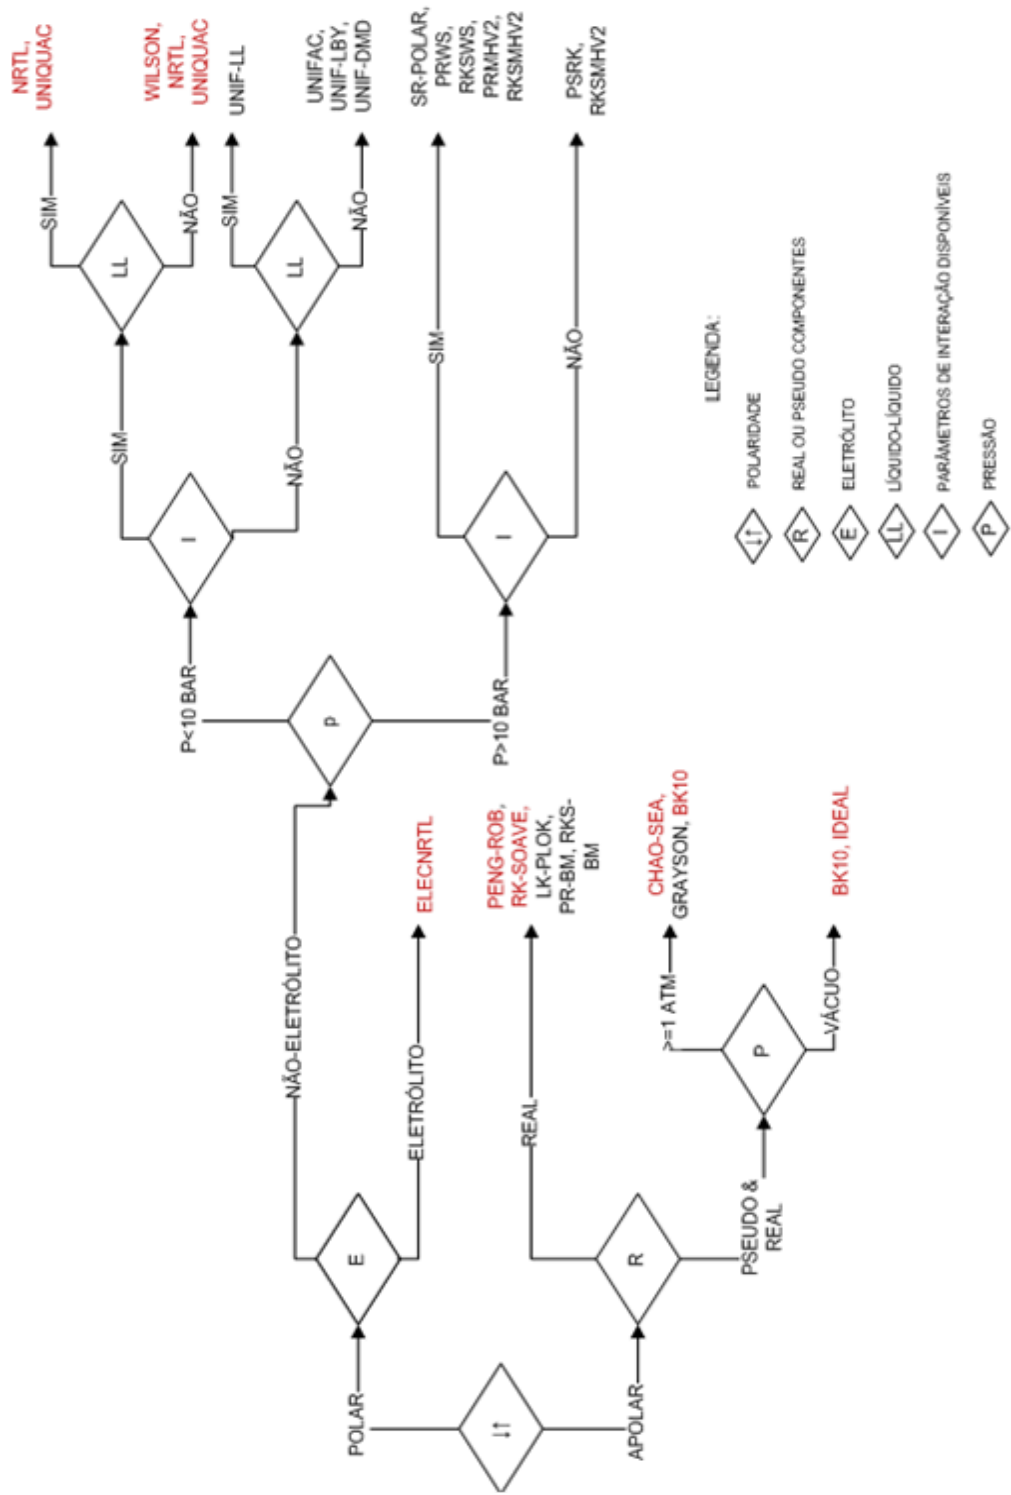 NRTL,
UNIQUAC
WILSON,
NRTL,
UNIQUAC
UNIF-LL
UNIFAC,
UNIF-LBY,
UNIF-DMD
SR-POLAR,
PRWS,
RKSWS,
PRMHV2,
RKSMHV2
PSRK,
RKSMHV2
SIM
NÃO
SIM
NÃO
LL
LL
SIM
NÃO
SIM
NÃO
I
I
P<10 BAR
P>10 BAR
P
NÃO-ELETRÓLITO
ELETRÓLITO
ELECNRTL
E
POLAR
↓↑
APOLAR
R
REAL
PENG-ROB,
RK-SOAVE,
LK-PLOK,
PR-BM, RKS-
BM
PSEUDO &
REAL
P
>=1 ATM
CHAO-SEA,
GRAYSON, BK10
VÁCUO
BK10, IDEAL
LEGENDA:
↓↑ POLARIDADE
R REAL OU PSEUDO COMPONENTES
E ELETRÓLITO
LL LÍQUIDO-LÍQUIDO
I PARÂMETROS DE INTERAÇÃO DISPONÍVEIS
P PRESSÃO